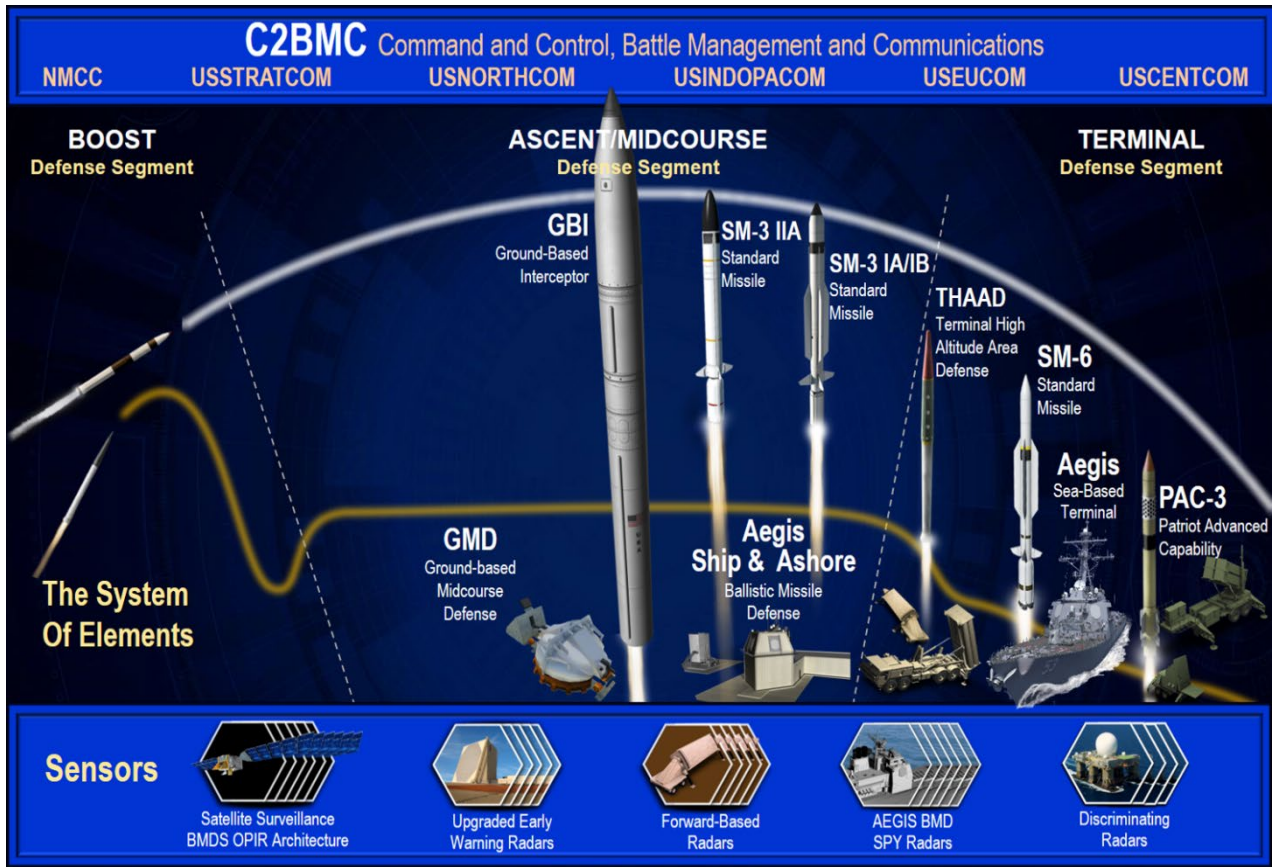 C2BMC Command and Control, Battle Management and Communications
NMCC USSTRATCOM USNORTHCOM USINDOPACOM USEUCOM USCENTCOM
BOOST
Defense Segment
ASCENT/MIDCOURSE
Defense Segment
TERMINAL
Defense Segment
GBI
Ground-Based
Interceptor
SM-3 IIA
Standard
Missile
SM-3 IA/IB
Standard
Missile
THAAD
Terminal High
Altitude Area
Defense
SM-6
Standard
Missile
Aegis
Sea-Based
Terminal
PAC-3
Patriot Advanced
Capability
GMD
Ground-based
Midcourse
Defense
Aegis
Ship & Ashore
Ballistic Missile
Defense
The System
Of Elements
Sensors
Satellite Surveillance
BMDS OPIR Architecture
Upgraded Early
Warning Radars
Forward-Based
Radars
AEGIS BMD
SPY Radars
Discriminating
Radars